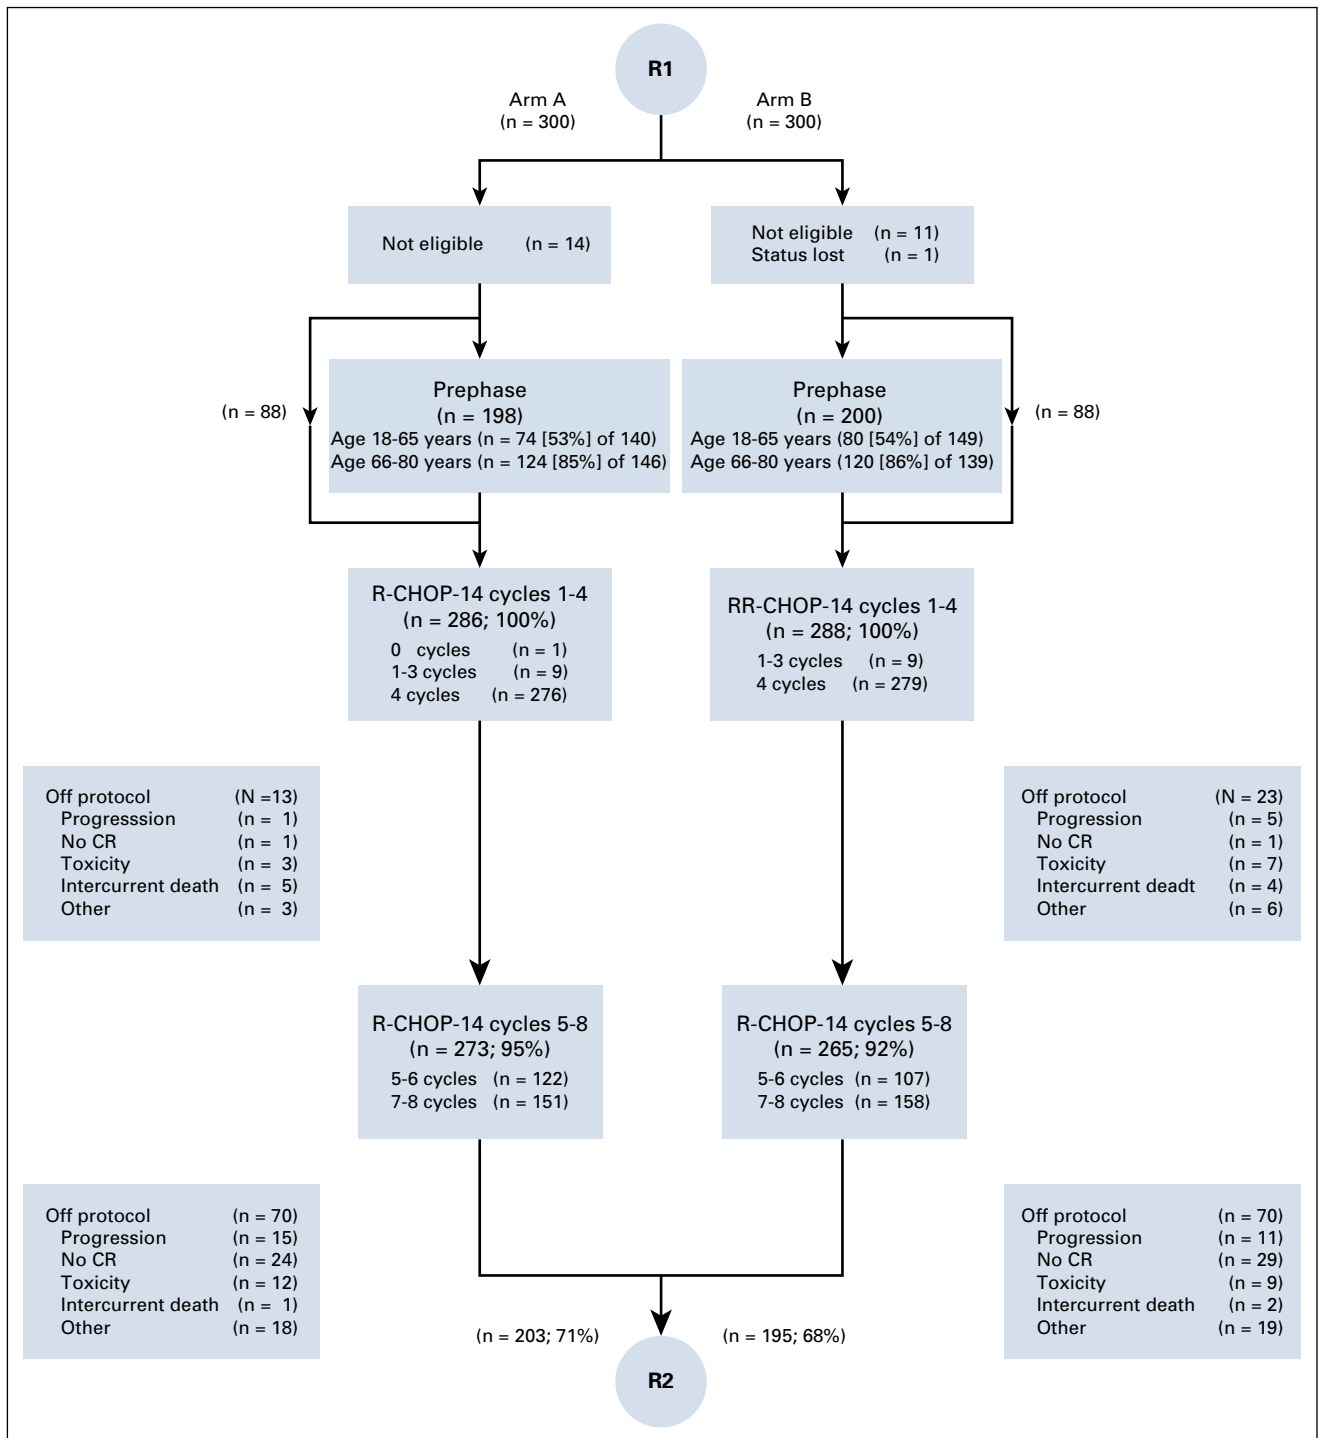 R1
Arm A
(n = 300)
Arm B
(n = 300)
Not eligible (n = 14)
Not eligible (n = 11)
Status lost (n = 1)
(n = 88)
Prephase
(n = 198)
Age 18-65 years (n = 74 [53%] of 140)
Age 66-80 years (n = 124 [85%] of 146)
Prephase
(n = 200)
Age 18-65 years (80 [54%] of 149)
Age 66-80 years (120 [86%] of 139)
(n = 88)
R-CHOP-14 cycles 1-4
(n = 286; 100%)
0 cycles (n = 1)
1-3 cycles (n = 9)
4 cycles (n = 276)
RR-CHOP-14 cycles 1-4
(n = 288; 100%)
1-3 cycles (n = 9)
4 cycles (n = 279)
Off protocol (N =13)
Progresssion (n = 1)
No CR (n = 1)
Toxicity (n = 3)
Intercurrent death (n = 5)
Other (n = 3)
Off protocol (N = 23)
Progression (n = 5)
No CR (n = 1)
Toxicity (n = 7)
Intercurrent deadt (n = 4)
Other (n = 6)
R-CHOP-14 cycles 5-8
(n = 273; 95%)
5-6 cycles (n = 122)
7-8 cycles (n = 151)
R-CHOP-14 cycles 5-8
(n = 265; 92%)
5-6 cycles (n = 107)
7-8 cycles (n = 158)
Off protocol (n = 70)
Progression (n = 15)
No CR (n = 24)
Toxicity (n = 12)
Intercurrent death (n = 1)
Other (n = 18)
Off protocol (n = 70)
Progression (n = 11)
No CR (n = 29)
Toxicity (n = 9)
Intercurrent death (n = 2)
Other (n = 19)
(n = 203; 71%)
(n = 195; 68%)
R2